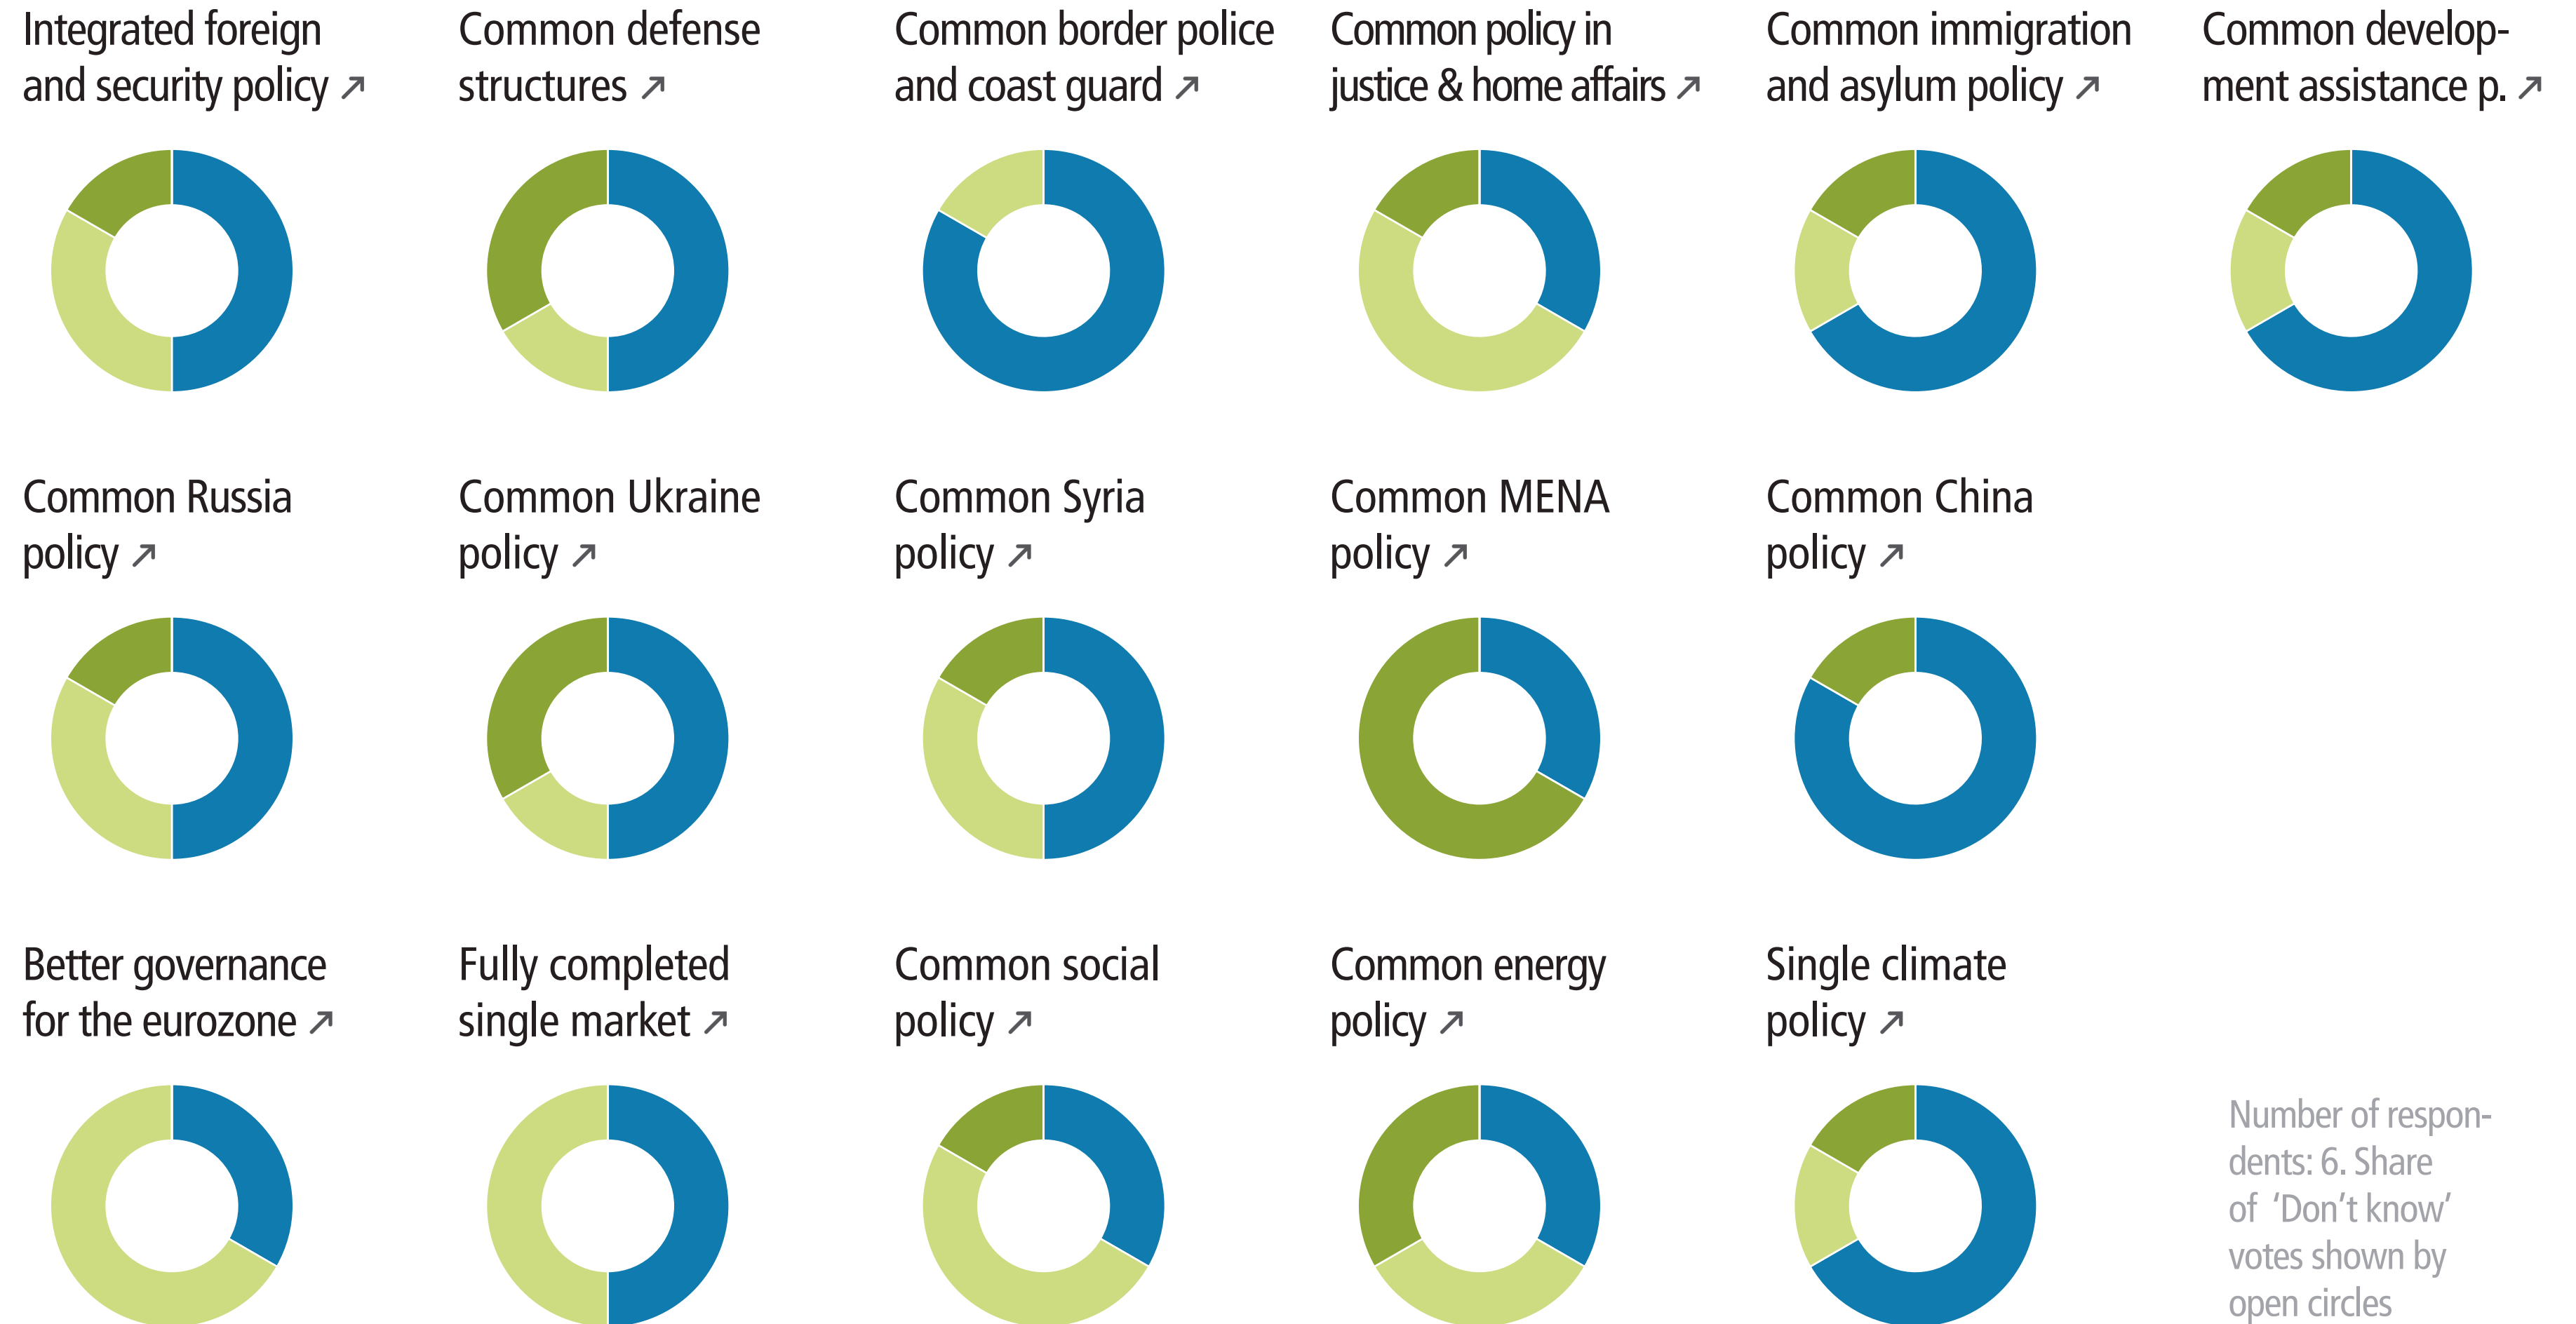 Integrated foreign
and security policy ↗
Common defense
structures ↗
Common border police
and coast guard ↗
Common policy in
justice & home affairs ↗
Common immigration
and asylum policy ↗
Common develop-
ment assistance p. ↗
Common Russia
policy ↗
Common Ukraine
policy ↗
Common Syria
policy ↗
Common MENA
policy ↗
Common China
policy ↗
Better governance
for the eurozone ↗
Fully completed
single market ↗
Common social
policy ↗
Common energy
policy ↗
Single climate
policy ↗
Number of respon-
dents: 6. Share
of ‘Don’t know’
votes shown by
open circles